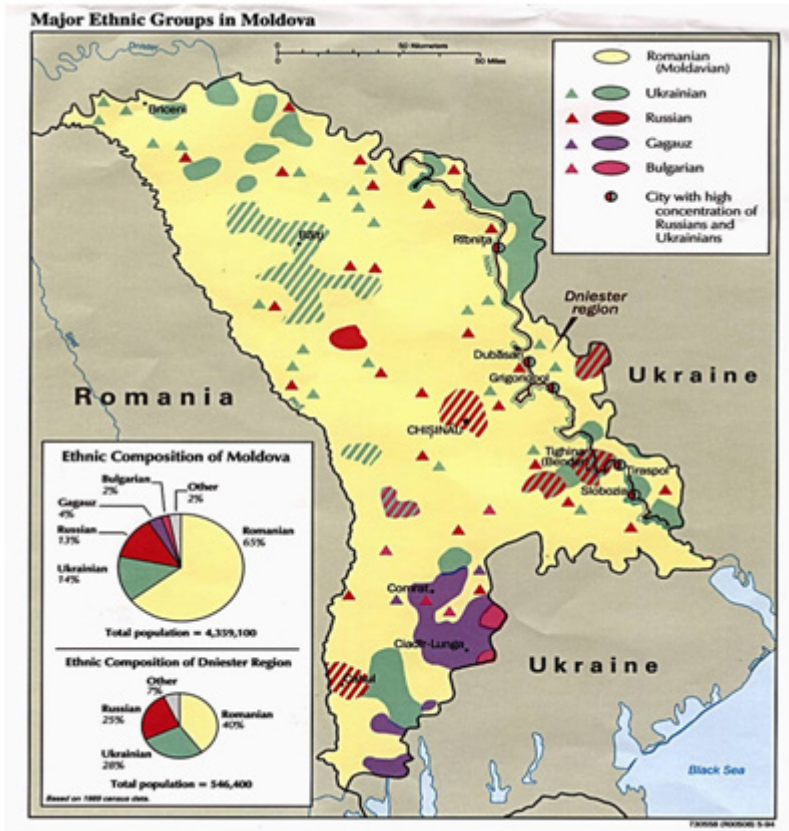 Major Ethnic Groups in Moldova
0
50 Kilometers
0
50 Miles
Romanian
(Moldavian)
Ukrainian
Russian
Gagauz
Bulgarian
City with high
concentration of
Russians and
Ukrainians
Dniester
Briceni
Bălţi
Rîbniţa
Dniester
region
Dubăsari
Grigoriopol
Ukraine
Romania
CHIŞINĂU
Tighina
(Bender)
Tiraspol
Slobozia
Comrat
Ciadîr-Lunga
Cahul
Ukraine
Black Sea
Ethnic Composition of Moldova
Bulgarian
2%
Other
2%
Gagauz
4%
Russian
13%
Romanian
65%
Ukrainian
14%
Total population = 4,359,100
Ethnic Composition of Dniester Region
Other
7%
Russian
25%
Romanian
40%
Ukrainian
28%
Total population = 546,400
Based on 1989 census data.